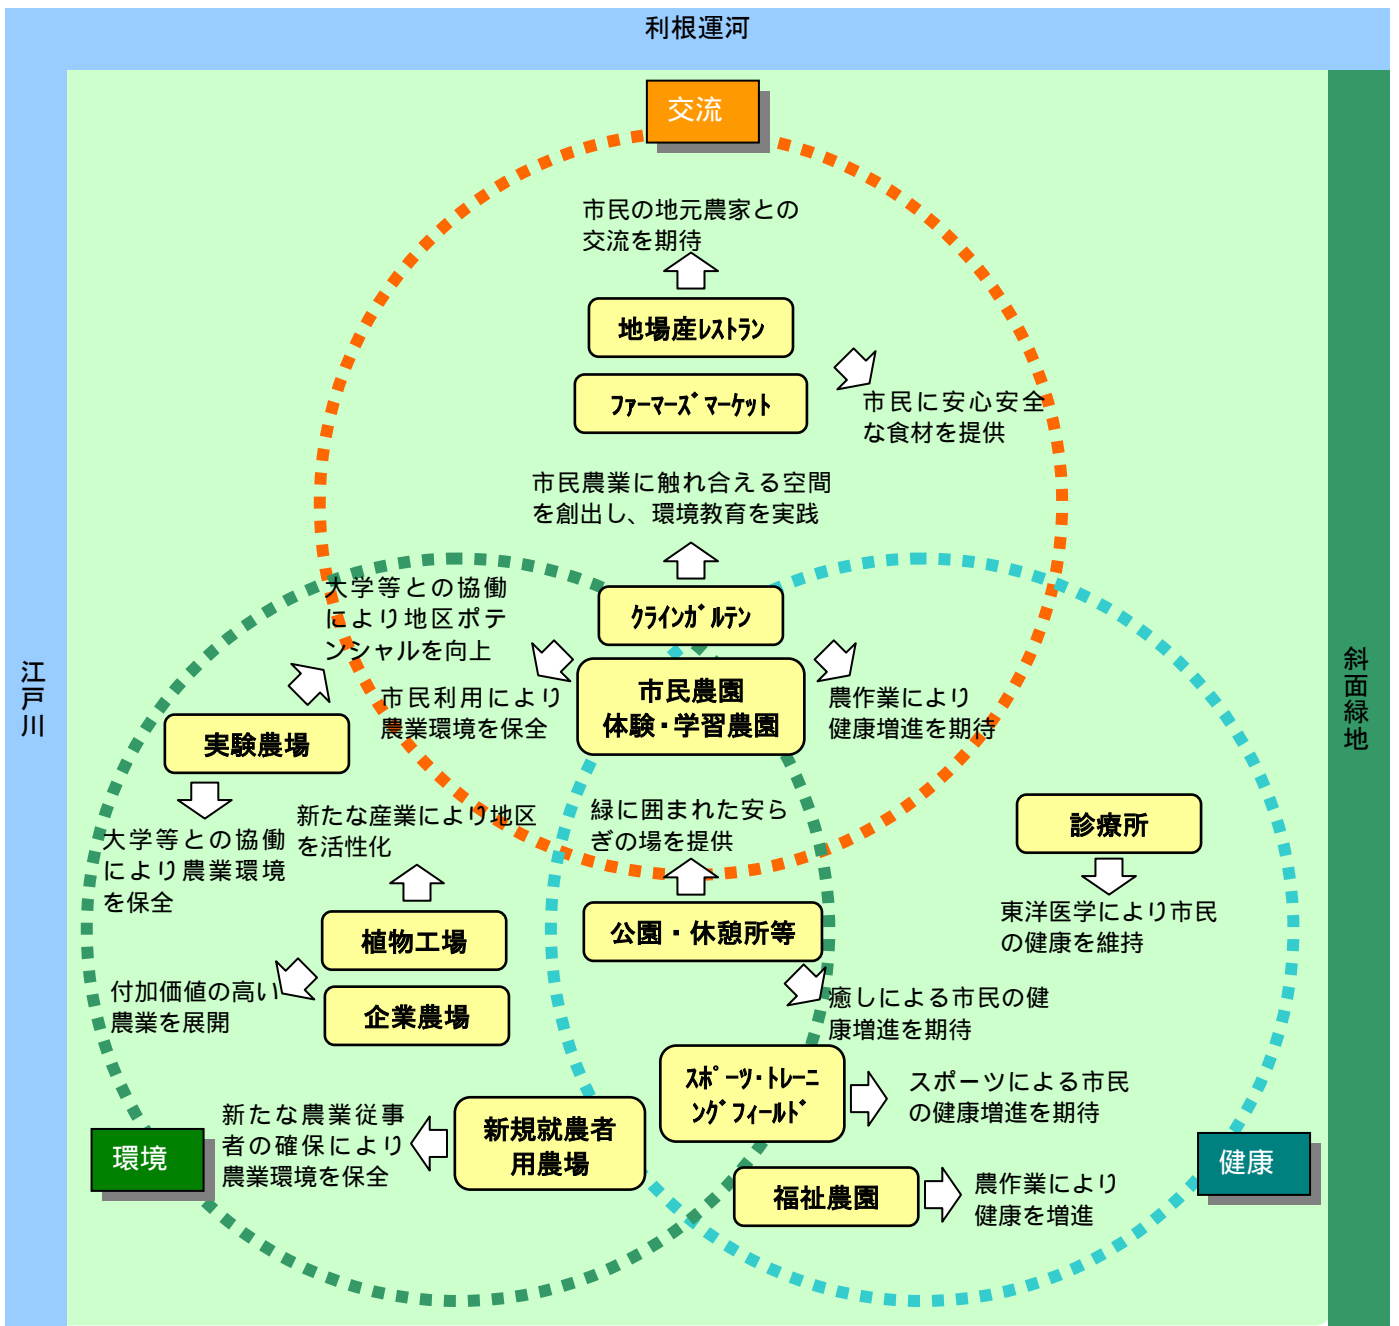 利根運河
交流
市民の地元農家との
交流を期待
地場産ﾚｽﾄﾗﾝ
ﾌｧｰﾏｰｽﾞﾏｰｹｯﾄ
市民に安心安全
な食材を提供
市民農業に触れ合える空間
を創出し、環境教育を実践
大学等との協働
により地区ポテ
ンシャルを向上
ｸﾗｲﾝｶﾞﾙﾃﾝ
江戸川
斜面緑地
市民利用により
農業環境を保全
市民農園
体験・学習農園
農作業により
健康増進を期待
実験農場
大学等との協働
により農業環境
を保全
新たな産業により地区
を活性化
緑に囲まれた安ら
ぎの場を提供
診療所
東洋医学により市民
の健康を維持
植物工場
公園・休憩所等
付加価値の高い
農業を展開
企業農場
癒しによる市民の健
康増進を期待
ｽﾎﾟｰﾂ・ﾄﾚｰﾆ
ﾝｸﾞﾌｨｰﾙﾄﾞ
スポーツによる市民
の健康増進を期待
新たな農業従事
者の確保により
農業環境を保全
新規就農者
用農場
環境
健康
福祉農園
農作業により
健康を増進